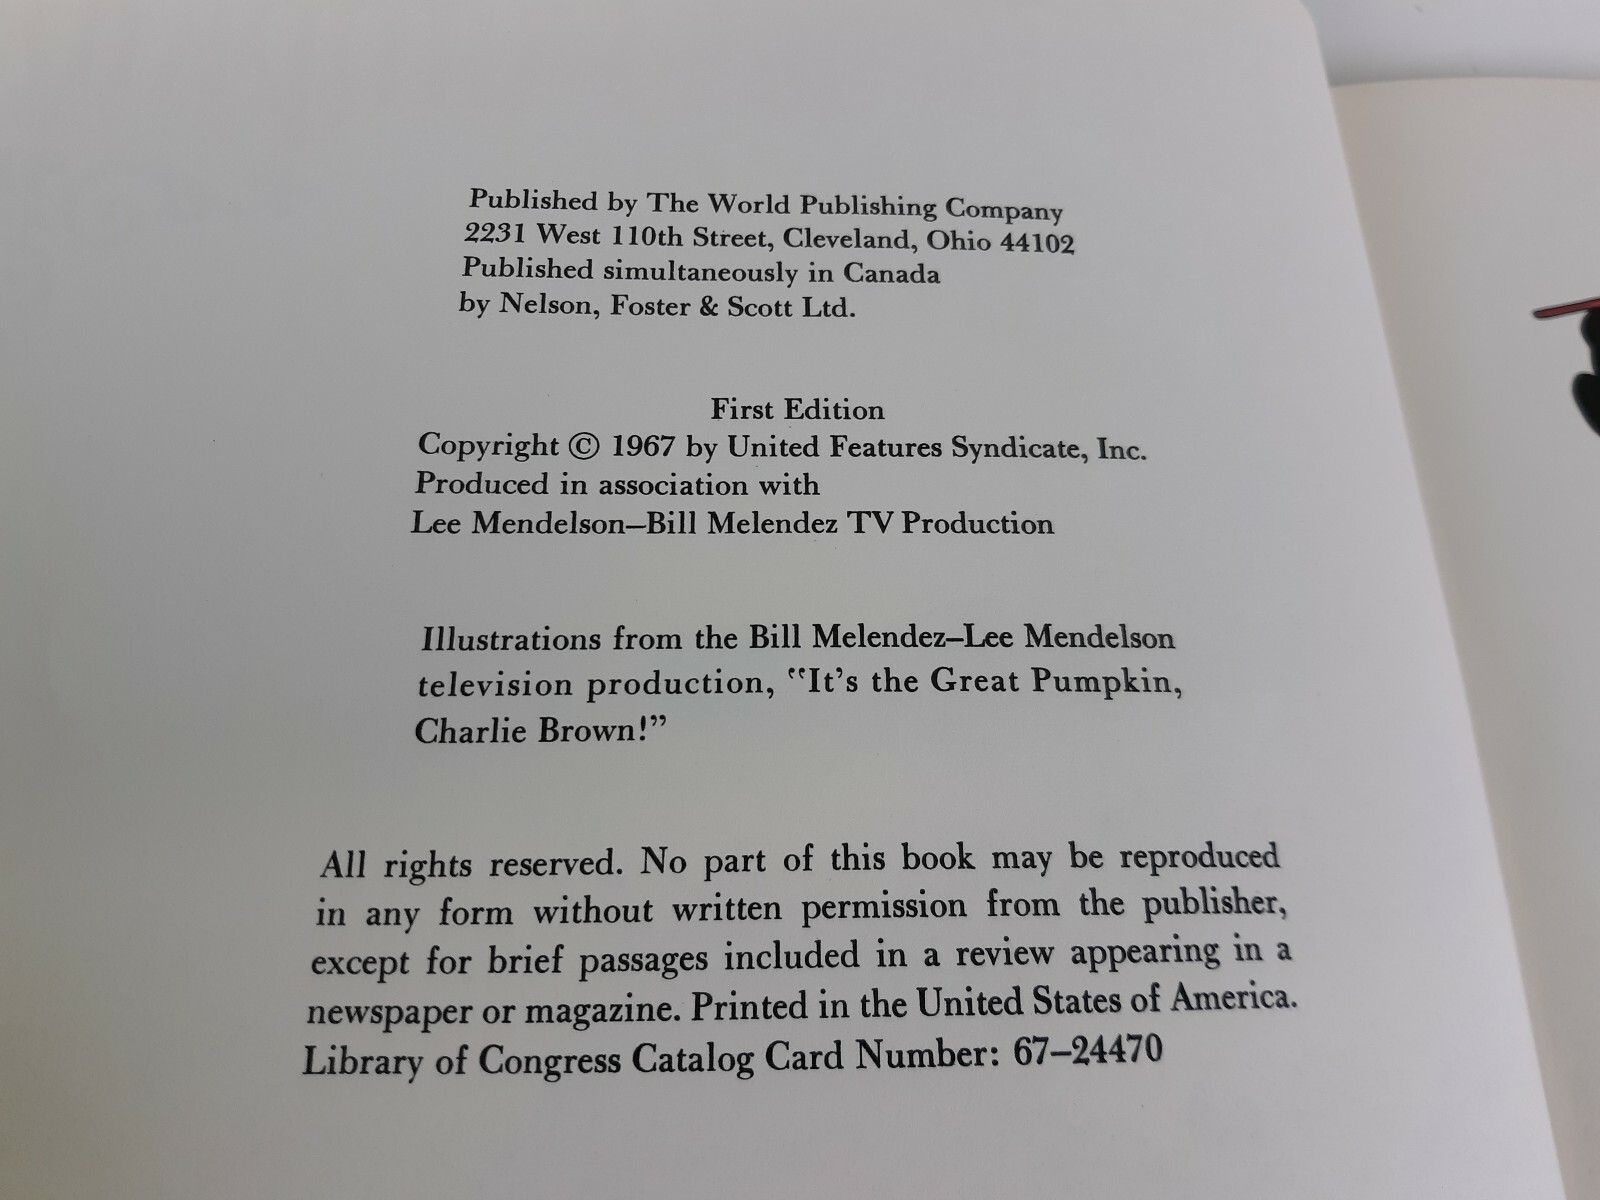 Published by The World Publishing Company
2231 West 110th Street, Cleveland, Ohio 44102
Published simultaneously in Canada
by Nelson, Foster & Scott Ltd.
First Edition
Copyright © 1967 by United Features Syndicate, Inc.
Produced in association with
Lee Mendelson—Bill Melendez TV Production
Illustrations from the Bill Melendez–Lee Mendelson
television production, “It’s the Great Pumpkin,
Charlie Brown!”
All rights reserved. No part of this book may be reproduced
in any form without written permission from the publisher,
except for brief passages included in a review appearing in a
newspaper or magazine. Printed in the United States of America.
Library of Congress Catalog Card Number: 67–24470